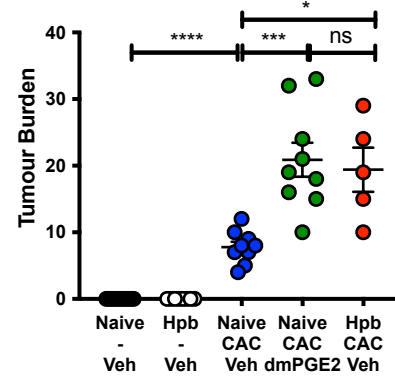 *
**** *** ns
40
30
20
10
0
Tumour Burden
Naive Hpb Naive Naive Hpb
- - CAC CAC CAC
Veh Veh Veh dmPGE2 Veh